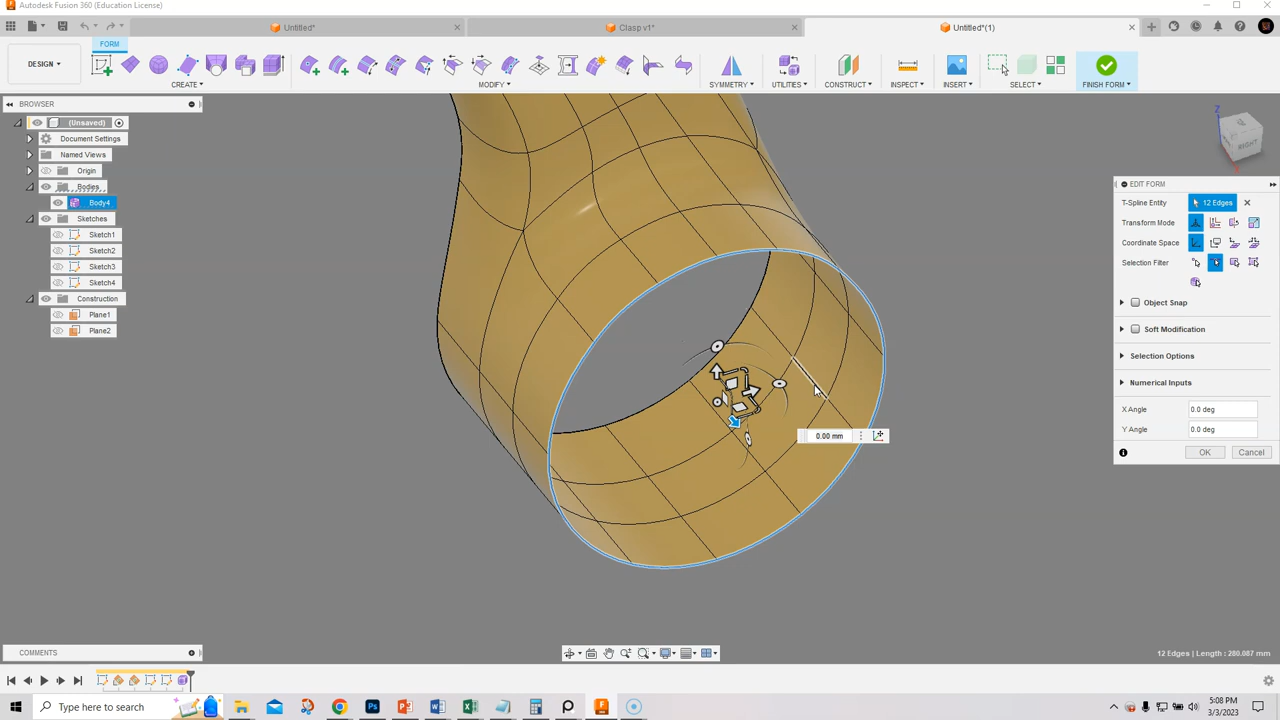 Autodesk Fusion 360 (Education License)
Untitled*
Clasp v1*
Untitled*(1)
FORM
DESIGN
CREATE
MODIFY
SYMMETRY
UTILITIES
CONSTRUCT
INSPECT
INSERT
SELECT
FINISH FORM
BROWSER
(Unsaved)
Document Settings
Named Views
Origin
Bodies
Body4
Sketches
Sketch1
Sketch2
Sketch3
Sketch4
Construction
Plane1
Plane2
Z
RIGHT
EDIT FORM
T-Spline Entity
12 Edges
Transform Mode
Coordinate Space
Selection Filter
Object Snap
Soft Modification
Selection Options
Numerical Inputs
X Angle
0.0 deg
Y Angle
0.0 deg
OK
Cancel
0.00 mm
COMMENTS
12 Edges | Length : 280.087 mm
Type here to search
5:08 PM
3/3/2023